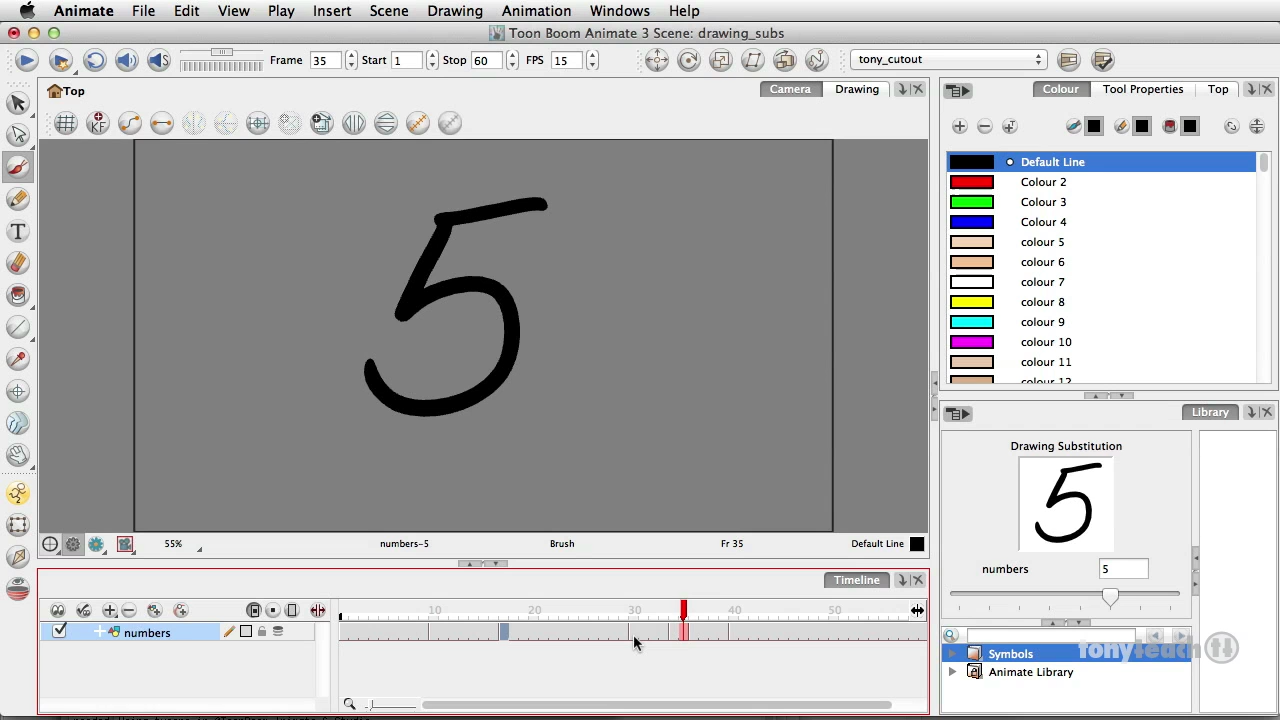 Animate File Edit View Play Insert Scene Drawing Animation Windows Help
Toon Boom Animate 3 Scene: drawing_subs
Frame 35 Start 1 Stop 60 FPS 15 tony_cutout
Top Camera Drawing
KF
5
55% numbers-5 Brush Fr 35 Default Line
Timeline
10 20 30 40 50
numbers
Colour Tool Properties Top
Default Line
Colour 2
Colour 3
Colour 4
colour 5
colour 6
colour 7
colour 8
colour 9
colour 10
colour 11
colour 12
Library
Drawing Substitution
5
numbers 5
Symbols
Animate Library
tonyteach